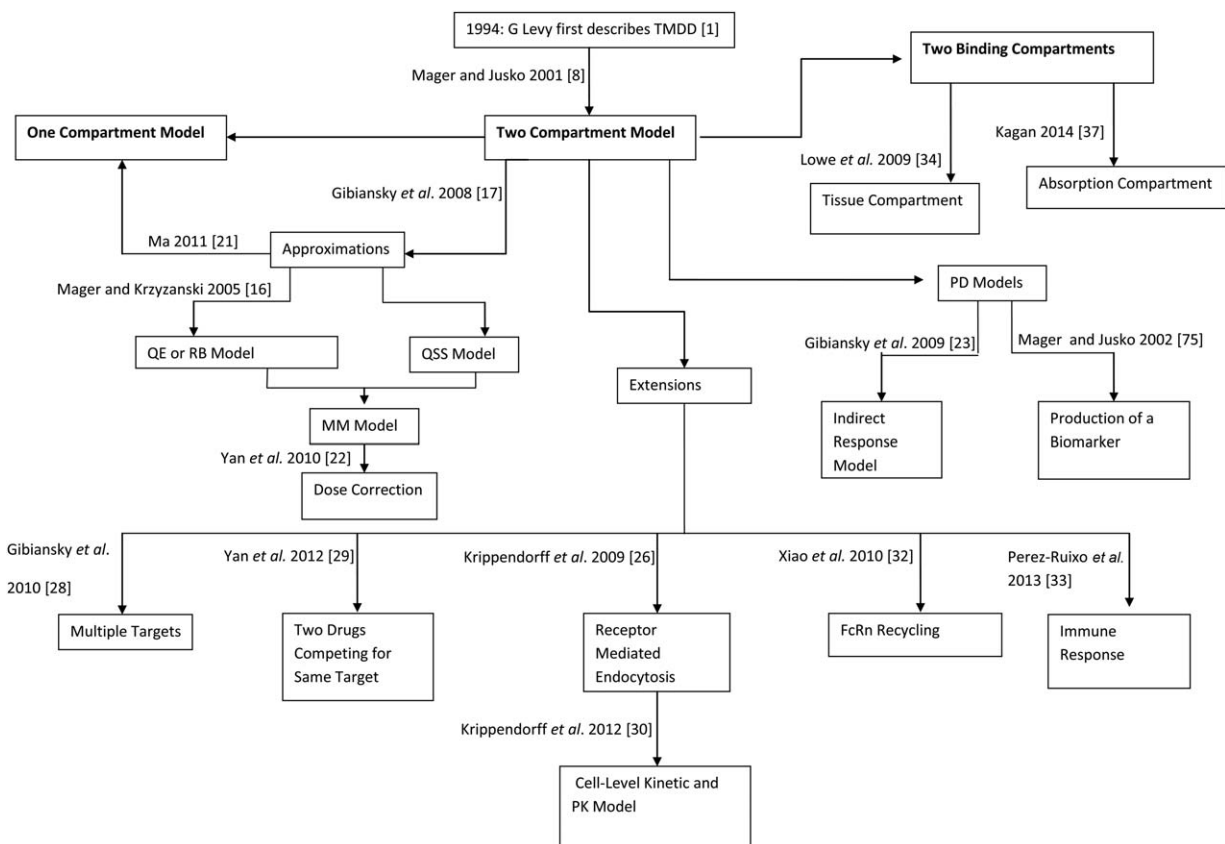 1994: G Levy first describes TMDD [1]
Mager and Jusko 2001 [8]
Two Binding Compartments
One Compartment Model
Two Compartment Model
Kagan 2014 [37]
Lowe et al. 2009 [34]
Absorption Compartment
Tissue Compartment
Gibiansky et al. 2008 [17]
Ma 2011 [21]
Approximations
Mager and Krzyzanski 2005 [16]
PD Models
QE or RB Model
QSS Model
Gibiansky et al. 2009 [23]
Mager and Jusko 2002 [75]
Extensions
MM Model
Indirect
Response
Model
Production of a
Biomarker
Yan et al. 2010 [22]
Dose Correction
Gibiansky et al.
2010 [28]
Yan et al. 2012 [29]
Krippendorff et al. 2009 [26]
Xiao et al. 2010 [32]
Perez-Ruixo et al.
2013 [33]
Multiple Targets
Two Drugs
Competing for
Same Target
Receptor
Mediated
Endocytosis
FcRn Recycling
Immune
Response
Krippendorff et al. 2012 [30]
Cell-Level Kinetic and
PK Model